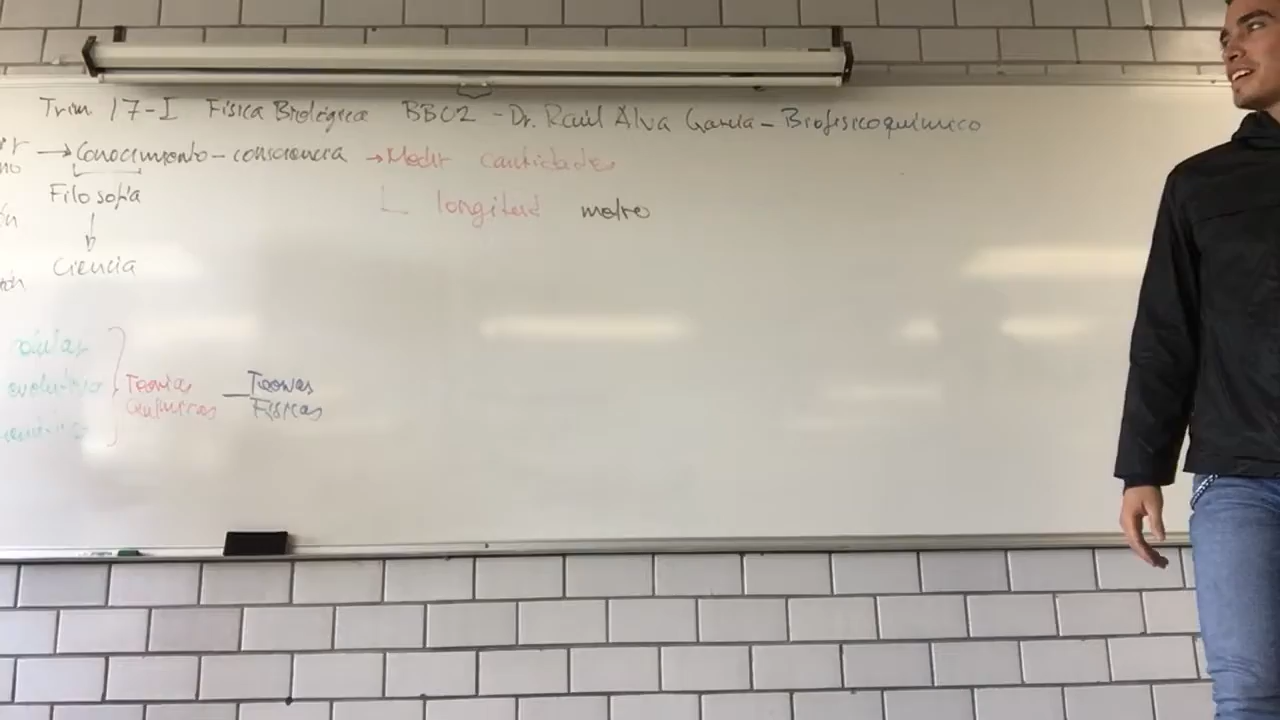 Trim. 17-I Física Biológica BB02 - Dr. Raúl Alva García - Biofisicoquímico
→ Conocimiento - consciencia → Medir cantidades
Filosofía
└ longitud metro
Ciencia
Teorías — Teorías
Químicas Físicas